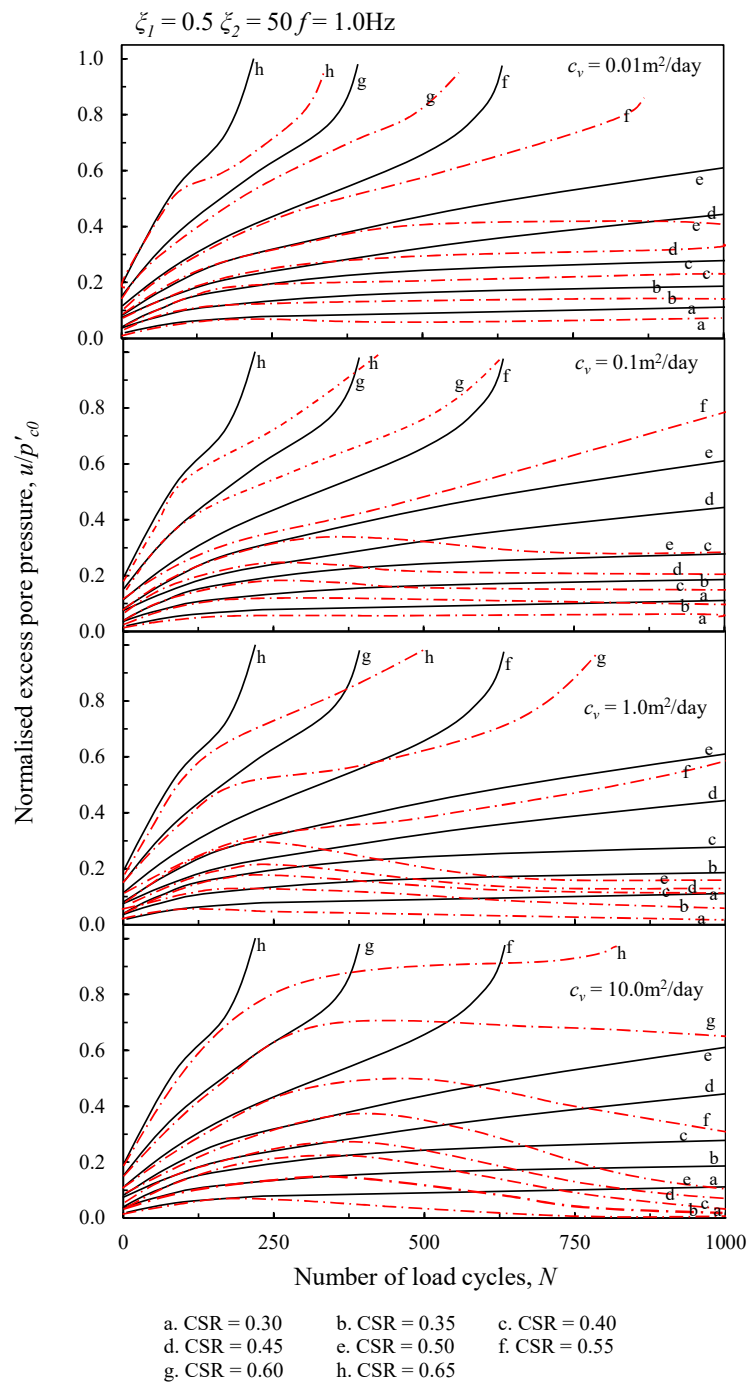 ξ1 = 0.5 ξ2 = 50 f = 1.0Hz
Normalised excess pore pressure, u/p'c0
1.0
0.8
0.6
0.4
0.2
0.0
cv = 0.01m²/day
h
h
g
g
f
f
e
d
e
d
c
c
b
b
a
a
0.8
0.6
0.4
0.2
0.0
cv = 0.1m²/day
h
h
g
g
f
f
e
d
e
c
d
b
c
a
b
a
0.8
0.6
0.4
0.2
0.0
cv = 1.0m²/day
h
h
g
g
f
e
f
d
c
b
e
d
c
a
b
a
0.8
0.6
0.4
0.2
0.0
cv = 10.0m²/day
h
h
g
f
g
e
d
f
c
b
e
a
d
c
b
a
0
250
500
750
1000
Number of load cycles, N
a. CSR = 0.30 b. CSR = 0.35 c. CSR = 0.40
d. CSR = 0.45 e. CSR = 0.50 f. CSR = 0.55
g. CSR = 0.60 h. CSR = 0.65